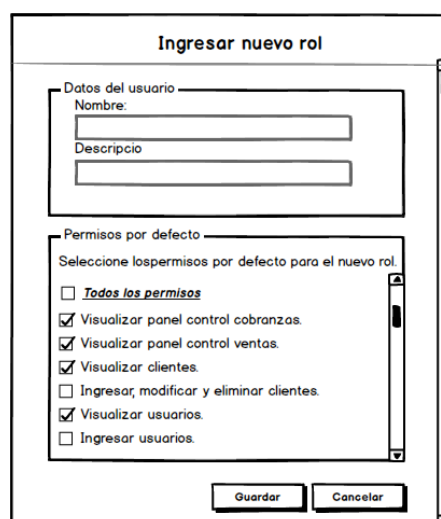 Ingresar nuevo rol
Datos del usuario
Nombre:
Descripcio
Permisos por defecto
Seleccione lospermisos por defecto para el nuevo rol.
Todos los permisos
Visualizar panel control cobranzas.
Visualizar panel control ventas.
Visualizar clientes.
Ingresar, modificar y eliminar clientes.
Visualizar usuarios.
Ingresar usuarios.
Guardar Cancelar